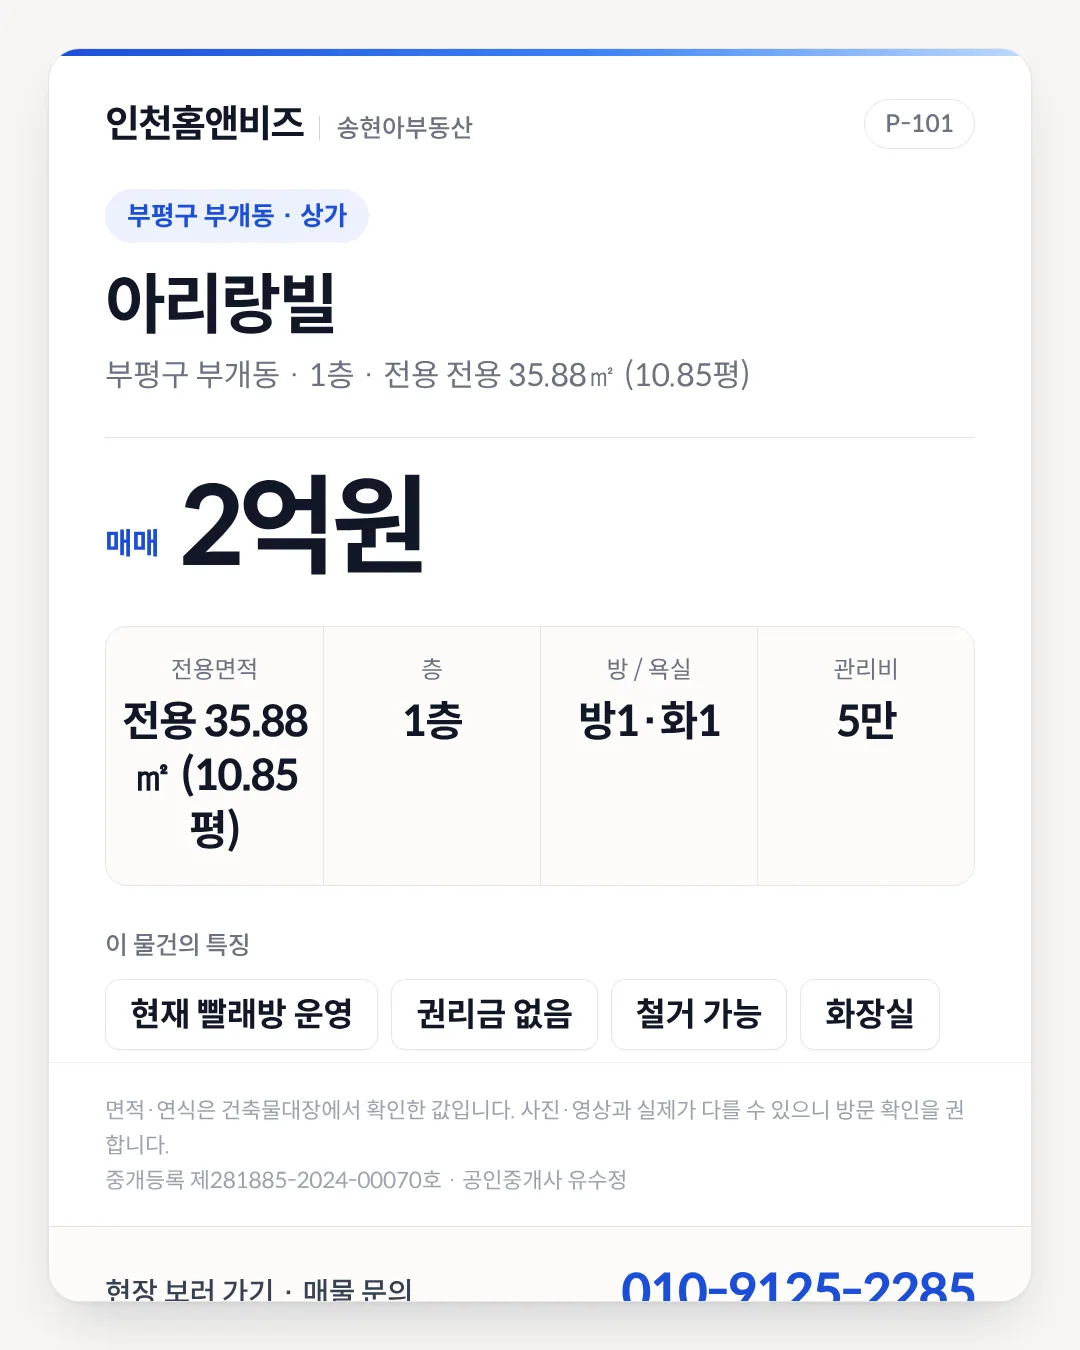 인천홈앤비즈 | 송현아부동산
P-101
부평구 부개동 · 상가
아리랑빌
부평구 부개동 · 1층 · 전용 전용 35.88㎡ (10.85평)
매매 2억원
전용면적
전용 35.88
㎡ (10.85
평)
층
1층
방 / 욕실
방1·화1
관리비
5만
이 물건의 특징
현재 빨래방 운영
권리금 없음
철거 가능
화장실
면적·연식은 건축물대장에서 확인한 값입니다. 사진·영상과 실제가 다를 수 있으니 방문 확인을 권
합니다.
중개등록 제281885-2024-00070호 · 공인중개사 유수정
현장 보러 가기 · 매물 문의
010-9125-2285